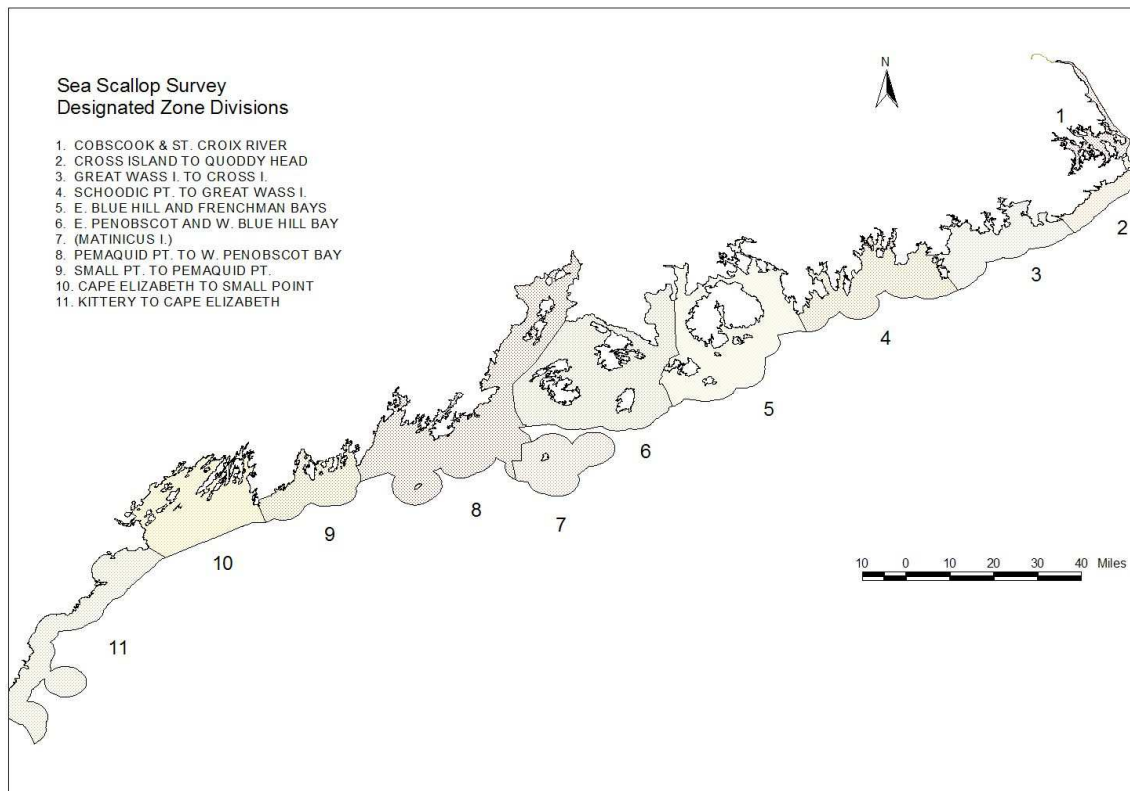 Sea Scallop Survey
Designated Zone Divisions
1. COBSCOOK & ST. CROIX RIVER
2. CROSS ISLAND TO QUODDY HEAD
3. GREAT WASS I. TO CROSS I.
4. SCHOODIC PT. TO GREAT WASS I.
5. E. BLUE HILL AND FRENCHMAN BAYS
6. E. PENOBSCOT AND W. BLUE HILL BAY
7. (MATINICUS I.)
8. PEMAQUID PT. TO W. PENOBSCOT BAY
9. SMALL PT. TO PEMAQUID PT.
10. CAPE ELIZABETH TO SMALL POINT
11. KITTERY TO CAPE ELIZABETH
N
1
2
3
4
5
6
7
8
9
10
11
10 0 10 20 30 40 Miles